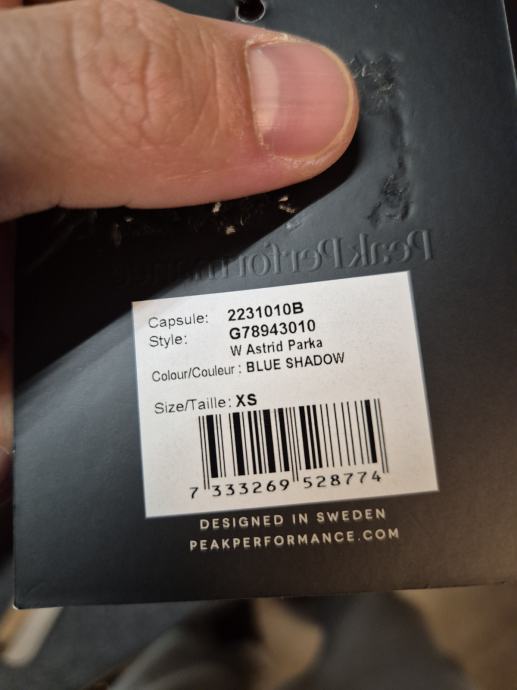 PeakPerformance
Capsule: 2231010B
Style: G78943010
W Astrid Parka
Colour/Couleur : BLUE SHADOW
Size/Taille: XS
7 333269 528774
DESIGNED IN SWEDEN
PEAKPERFORMANCE.COM